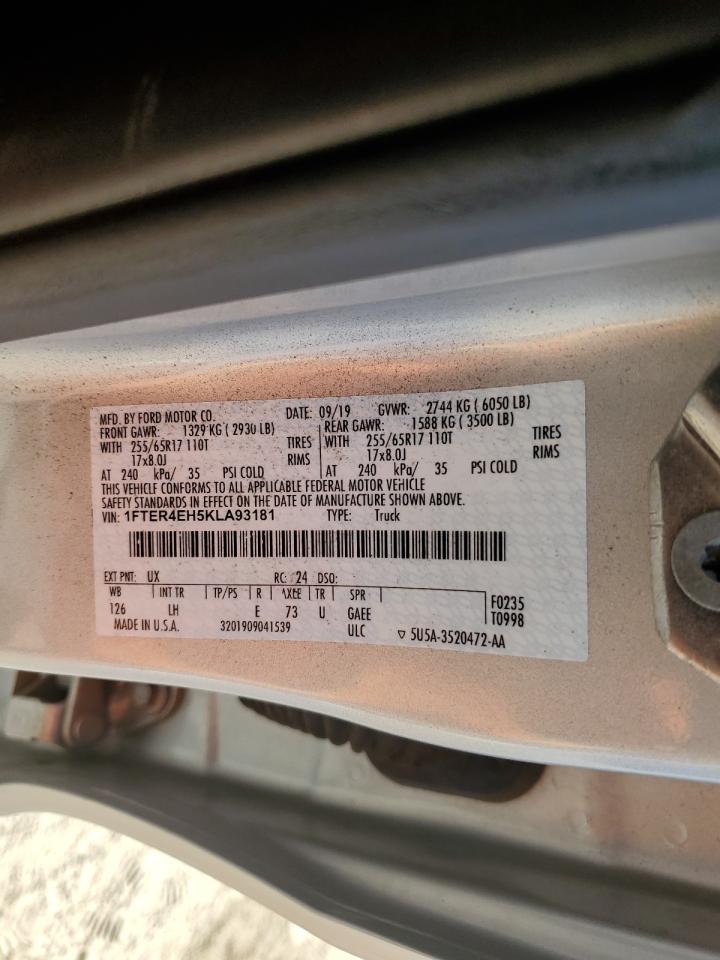 MFD. BY FORD MOTOR CO. DATE: 09/19 GVWR: 2744 KG ( 6050 LB)
FRONT GAWR: 1329 KG ( 2930 LB) REAR GAWR: 1588 KG ( 3500 LB)
WITH 255/65R17 110T TIRES WITH 255/65R17 110T TIRES
17x8.0J RIMS 17x8.0J RIMS
AT 240 kPa/ 35 PSI COLD AT 240 kPa/ 35 PSI COLD
THIS VEHICLE CONFORMS TO ALL APPLICABLE FEDERAL MOTOR VEHICLE
SAFETY STANDARDS IN EFFECT ON THE DATE OF MANUFACTURE SHOWN ABOVE.
VIN: 1FTER4EH5KLA93181 TYPE: Truck
EXT PNT: UX RC: 24 DSO:
WB INT TR TP/PS R AXLE TR SPR F0235
126 LH E 73 U GAEE T0998
MADE IN U.S.A. 3201909041539 ULC ▽ 5U5A-3520472-AA